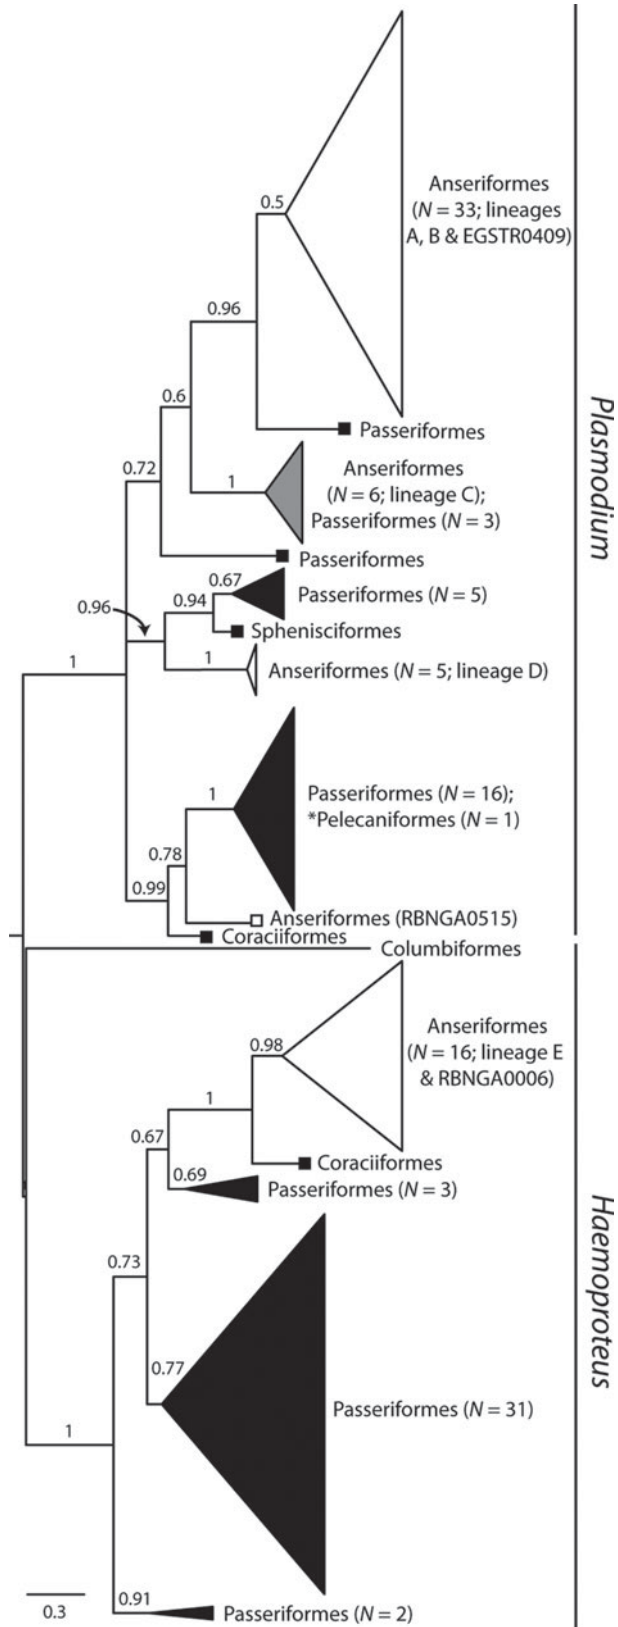 0.5
Anseriformes
(N = 33; lineages
A, B & EGSTR0409)
0.96
0.6
Passeriformes
0.72
1
Anseriformes
(N = 6; lineage C);
Passeriformes (N = 3)
Passeriformes
0.67
Passeriformes (N = 5)
0.96
0.94
Sphenisciformes
1
1
Anseriformes (N = 5; lineage D)
Plasmodium
1
Passeriformes (N = 16);
*Pelecaniformes (N = 1)
0.78
0.99
Anseriformes (RBNGA0515)
Coraciiformes
Columbiformes
Anseriformes
(N = 16; lineage E
& RBNGA0006)
0.98
1
0.67
Coraciiformes
0.69
Passeriformes (N = 3)
0.73
Haemoproteus
0.77
Passeriformes (N = 31)
1
0.91
Passeriformes (N = 2)
0.3